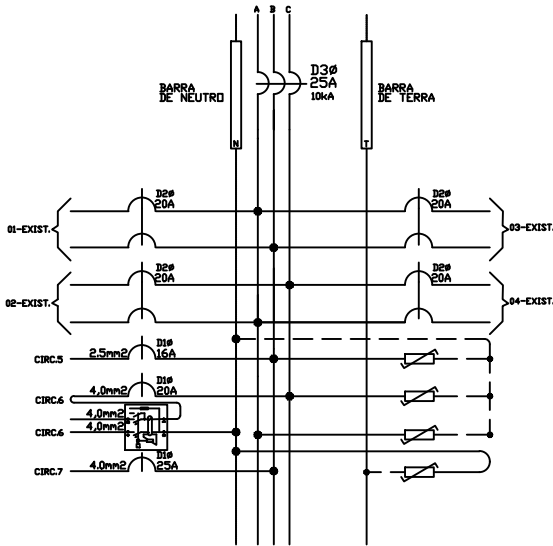 A B C
D3ø
25A
10kA
BARRA
DE NEUTRO
BARRA
DE TERRA
N
T
D2ø
20A
D2ø
20A
01-EXIST.
03-EXIST.
D2ø
20A
D2ø
20A
02-EXIST.
04-EXIST.
CIRC.5
2.5mm2
D1ø
16A
CIRC.6
4,0mm2
D1ø
20A
4,0mm2
CIRC.6
4,0mm2
CIRC.7
4.0mm2
D1ø
25A